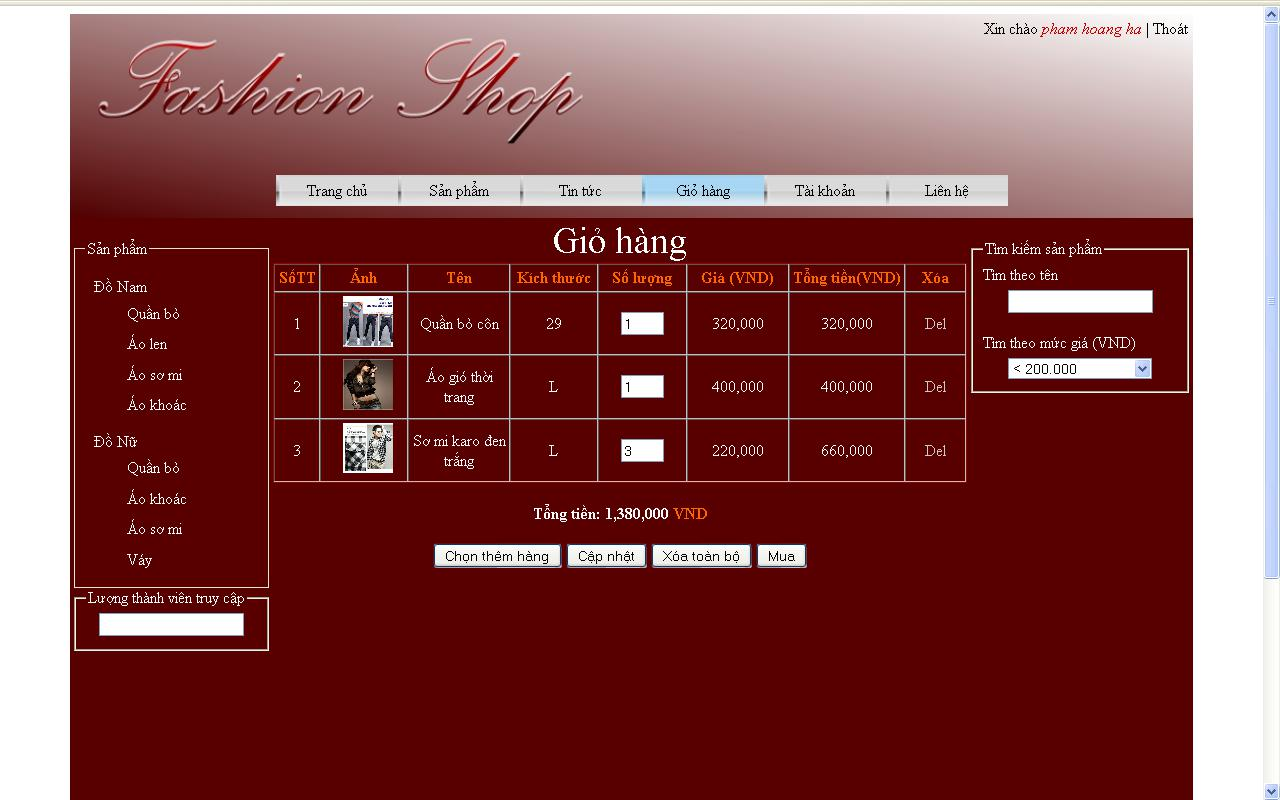 Xin chào pham hoang ha | Thoát
Fashion Shop
Trang chủ Sản phẩm Tin tức Giỏ hàng Tài khoản Liên hệ
Sản phẩm
Đồ Nam
Quần bò
Áo len
Áo sơ mi
Áo khoác
Đồ Nữ
Quần bò
Áo khoác
Áo sơ mi
Váy
Lượng thành viên truy cập
Giỏ hàng
SốTT Ảnh Tên Kích thước Số lượng Giá (VND) Tổng tiền(VND) Xóa
1 Quần bò côn 29 1 320,000 320,000 Del
2 Áo gió thời trang L 1 400,000 400,000 Del
3 Sơ mi karo đen trắng L 3 220,000 660,000 Del
Tổng tiền: 1,380,000 VND
Chọn thêm hàng Cập nhật Xóa toàn bộ Mua
Tìm kiếm sản phẩm
Tìm theo tên
Tìm theo mức giá (VND)
< 200.000